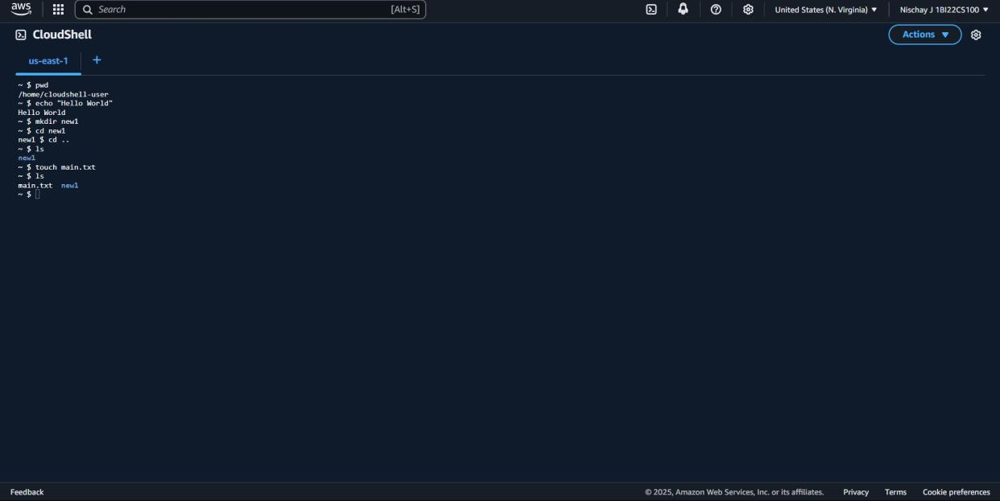 aws
Search [Alt+S]
United States (N. Virginia)
Nischay J 1BI22CS100
CloudShell
Actions
us-east-1
+
~ $ pwd
/home/cloudshell-user
~ $ echo "Hello World"
Hello World
~ $ mkdir new1
~ $ cd new1
new1 $ cd ..
~ $ ls
new1
~ $ touch main.txt
~ $ ls
main.txt  new1
~ $
Feedback
© 2025, Amazon Web Services, Inc. or its affiliates.
Privacy
Terms
Cookie preferences